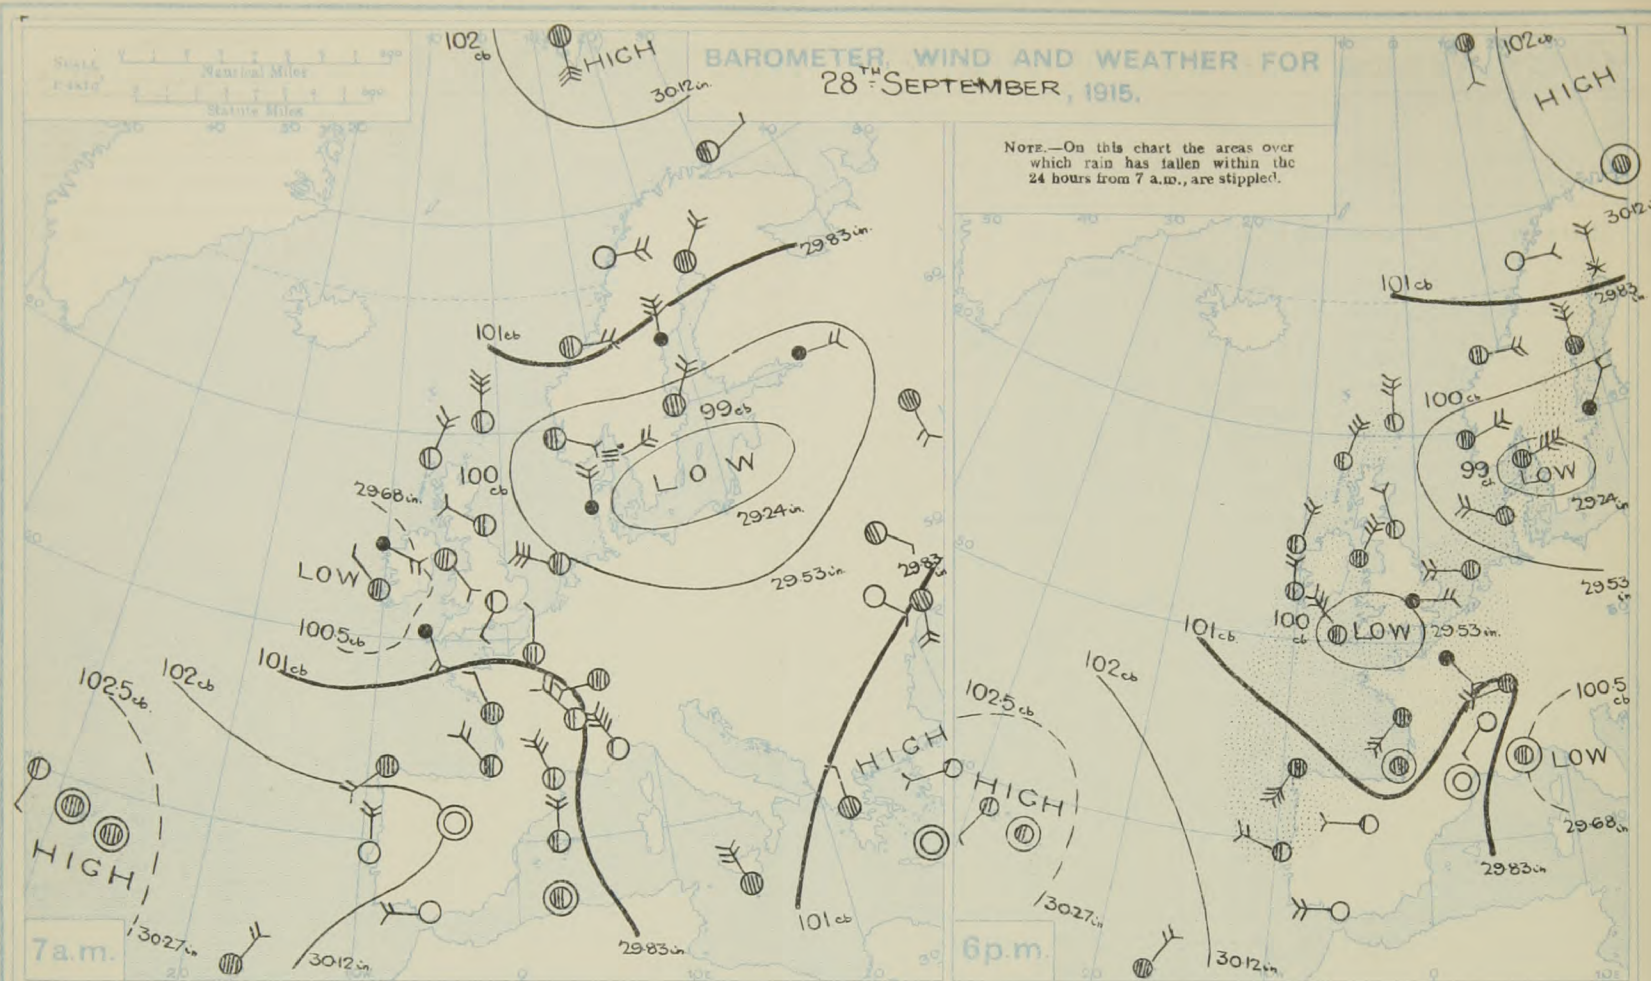 BAROMETER, WIND AND WEATHER FOR
28TH SEPTEMBER, 1915.
NOTE.—On this chart the areas over
which rain has fallen within the
24 hours from 7 a.m., are stippled.
Nautical Miles
Statute Miles
102 cb
HIGH
30·12 in.
29·83 in.
101 cb
99 cb
LOW
29·24 in.
100 cb
29·53 in.
29·68 in.
LOW
100·5 cb
101 cb
102 cb
102·5 cb.
HIGH
30·27 in
30·12 in
29·83 in
29·83 in
101 cb
HIGH
7 a.m.
102 cb
HIGH
30·12 in
101 cb
29·83 in
100 cb
99 cb
LOW
29·24 in
29·53 in
100 cb
LOW
29·53 in.
101 cb
102 cb
102·5 cb
HIGH
30·27 in
30·12 in
100·5 cb
LOW
29·68 in
29·83 in
6 p.m.